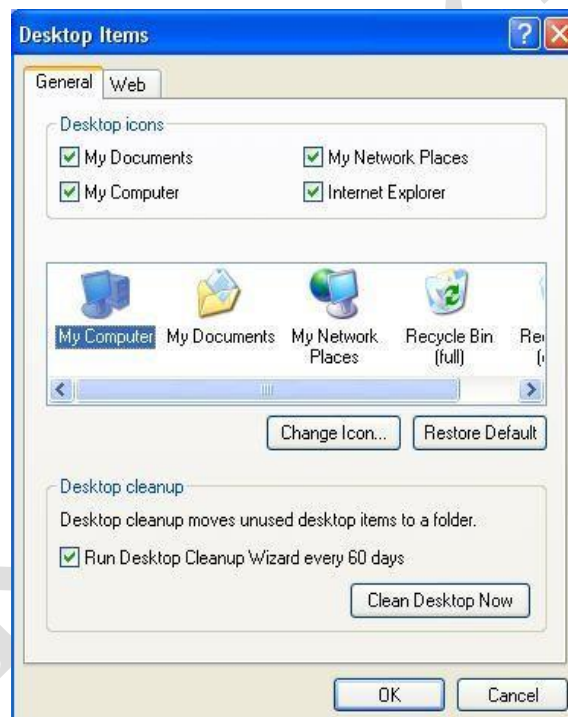 Desktop Items
General Web
Desktop icons
My Documents My Network Places
My Computer Internet Explorer
My Computer My Documents My Network Places Recycle Bin (full)
Change Icon... Restore Default
Desktop cleanup
Desktop cleanup moves unused desktop items to a folder.
Run Desktop Cleanup Wizard every 60 days
Clean Desktop Now
OK Cancel